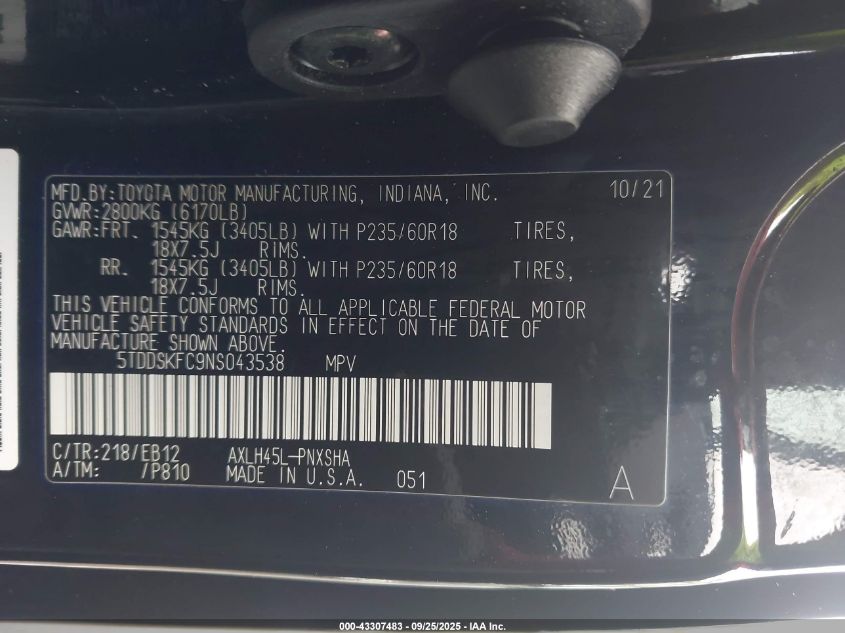 MFD.BY:TOYOTA MOTOR MANUFACTURING, INDIANA, INC. 10/21
GVWR:2800KG (6170LB)
GAWR:FRT. 1545KG (3405LB) WITH P235/60R18 TIRES,
18X7.5J RIMS.
RR. 1545KG (3405LB) WITH P235/60R18 TIRES,
18X7.5J RIMS.
THIS VEHICLE CONFORMS TO ALL APPLICABLE FEDERAL MOTOR
VEHICLE SAFETY STANDARDS IN EFFECT ON THE DATE OF
MANUFACTURE SHOWN ABOVE.
5TDDSKFC9NS043538 MPV
C/TR:218/EB12 AXLH45L-PNXSHA
A/TM: /P810 MADE IN U.S.A. 051 A
000-43307483 - 09/25/2025 - IAA Inc.